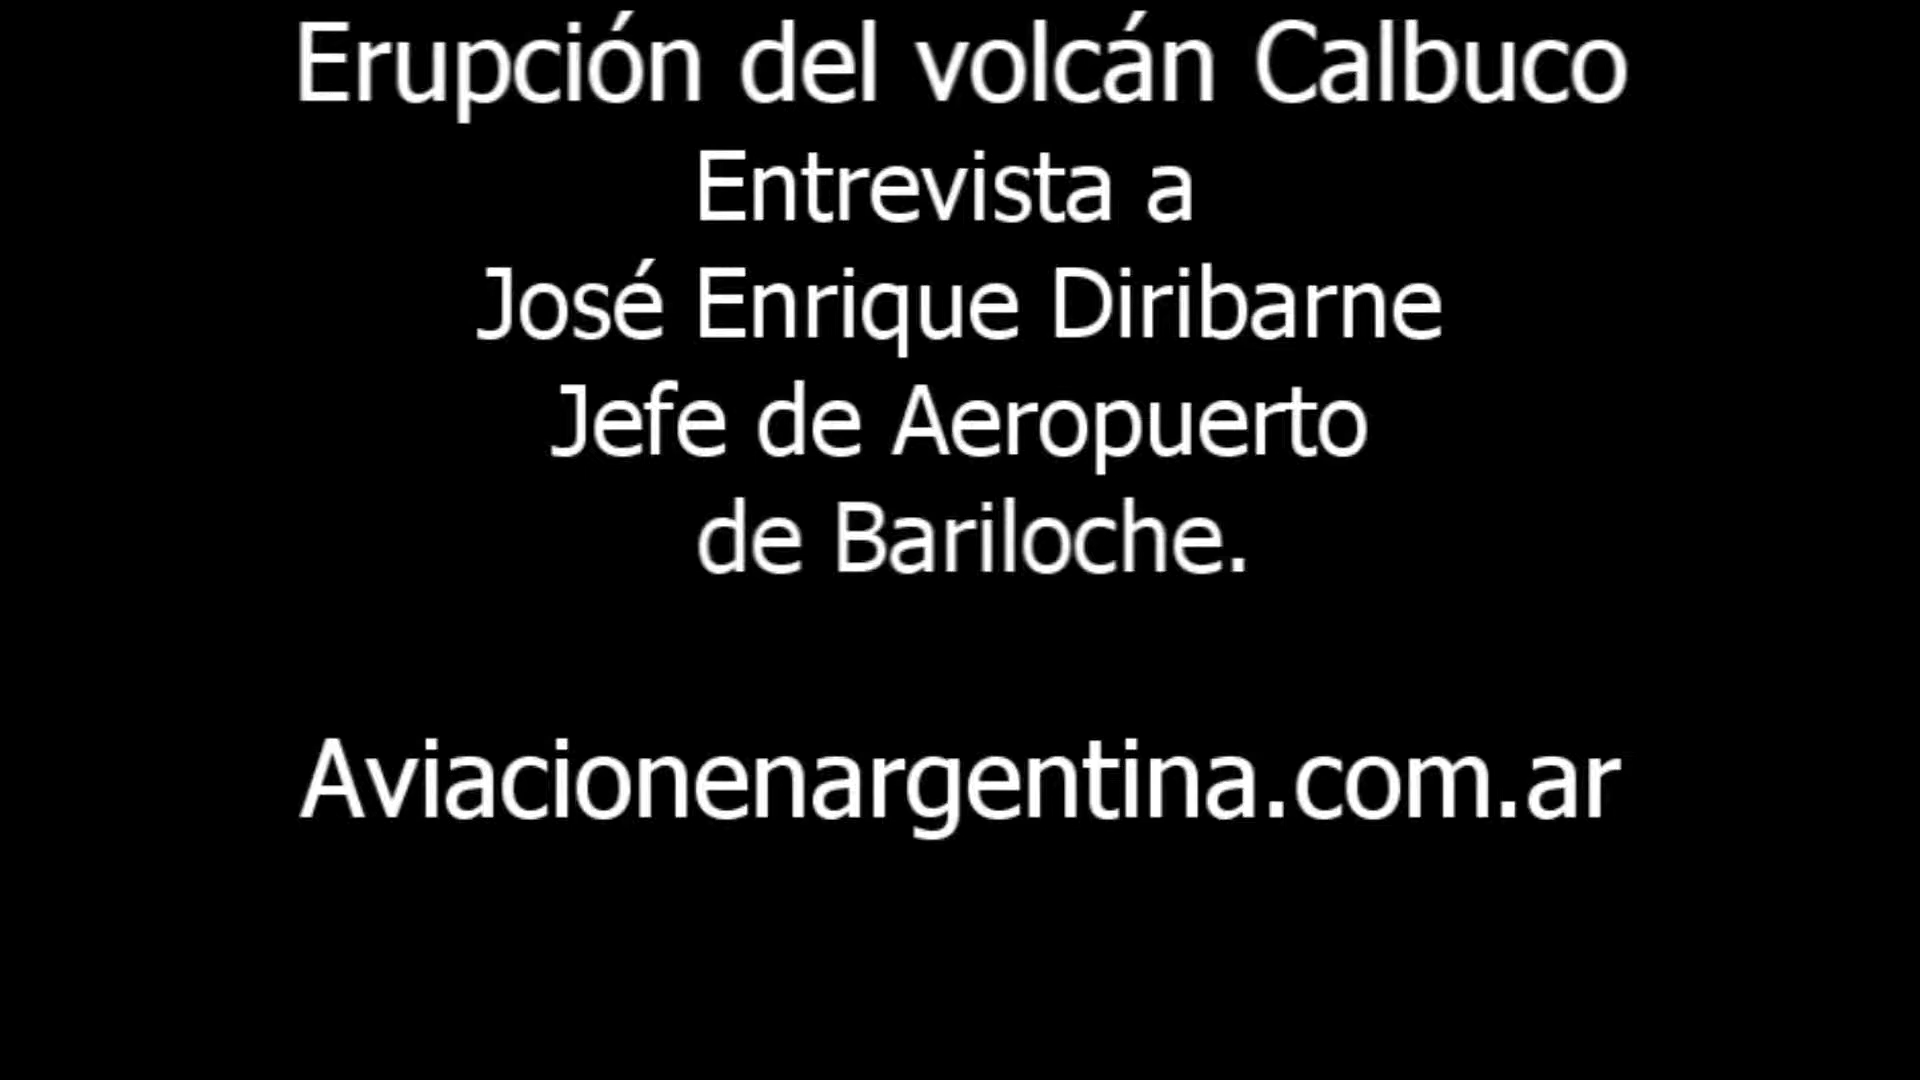 Erupción del volcán Calbuco
Entrevista a
José Enrique Diribarne
Jefe de Aeropuerto
de Bariloche.
Aviacionenargentina.com.ar